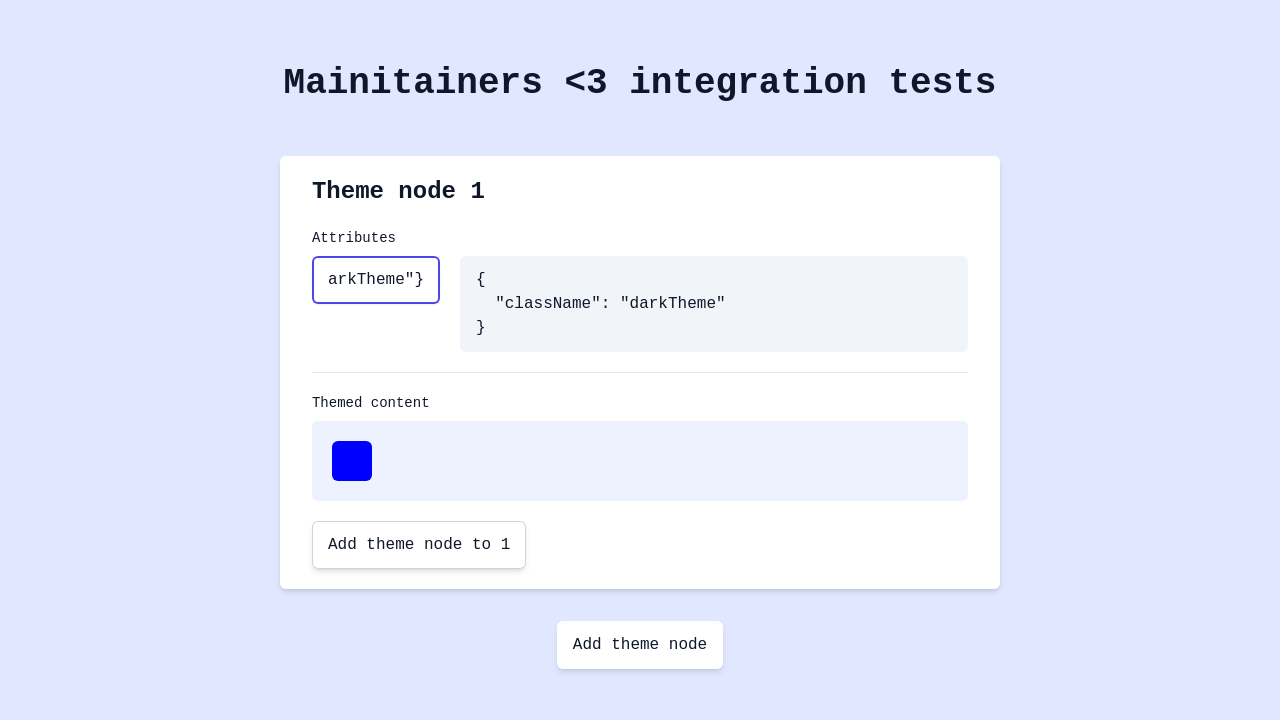 Mainitainers <3 integration tests
Theme node 1
Attributes
arkTheme"}
{
"className": "darkTheme"
}
Themed content
Add theme node to 1
Add theme node